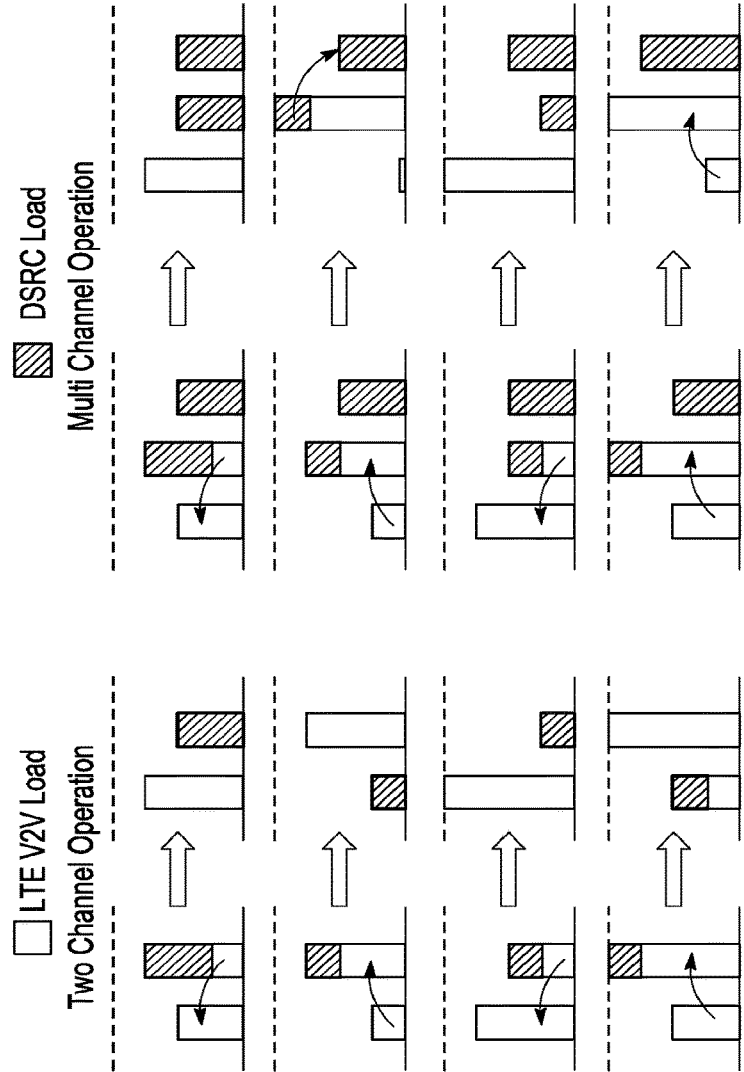 LTE V2V Load
DSRC Load
Two Channel Operation
Multi Channel Operation